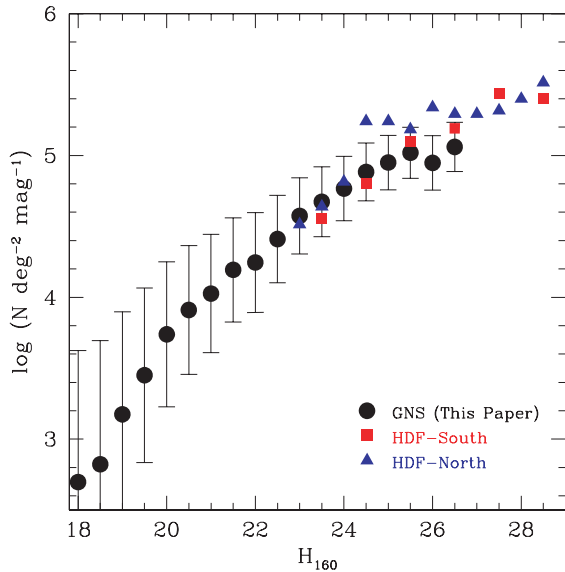 6
5
4
3
log (N deg⁻² mag⁻¹)
GNS (This Paper)
HDF-South
HDF-North
18 20 22 24 26 28
H₁₆₀